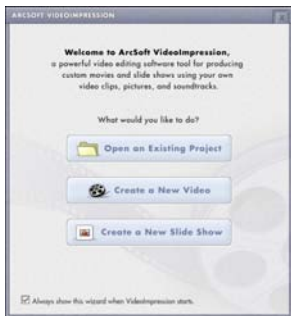 ARCSOFT VIDEOIMPRESSION
Welcome to ArcSoft VideoImpression,
a powerful video editing software tool for producing
custom movies and slide shows using your own
video clips, pictures, and soundtracks.
What would you like to do?
Open an Existing Project
Create a New Video
Create a New Slide Show
Always show this wizard when VideoImpression starts.